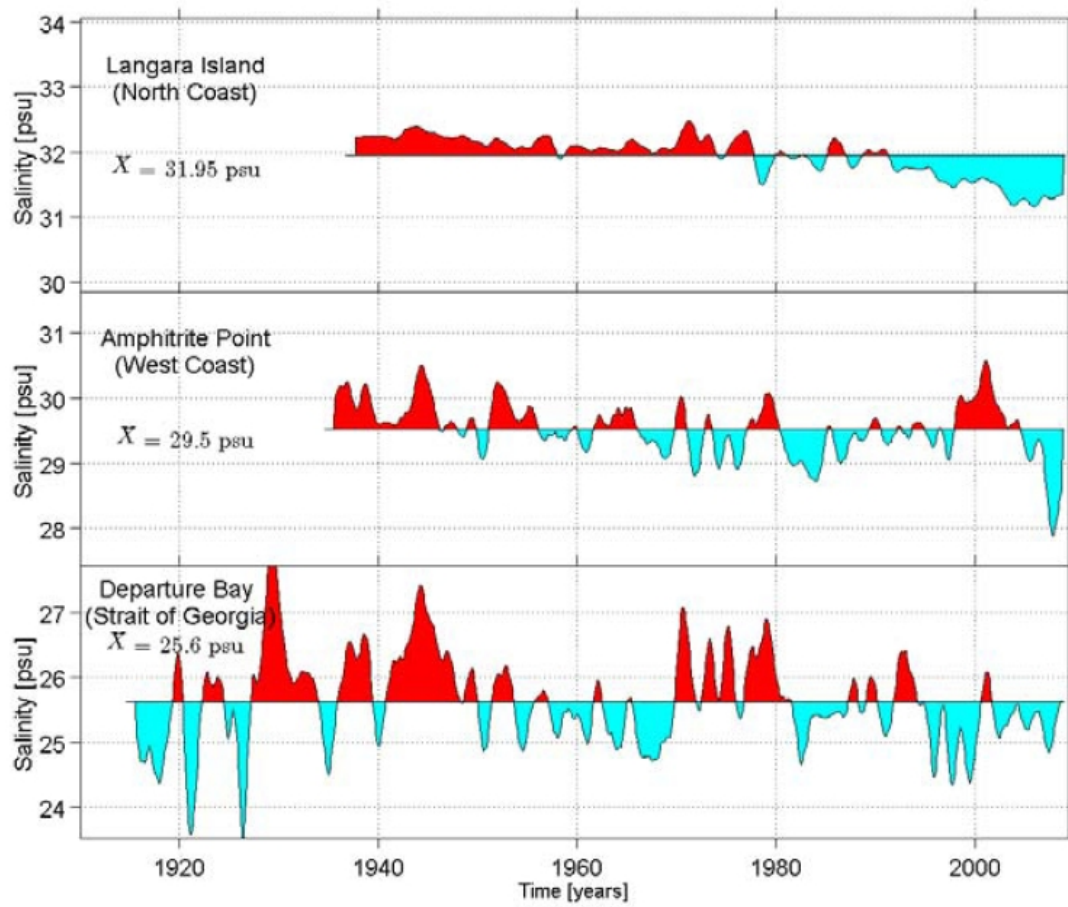 34
33
32
31
30
Salinity [psu]
Langara Island
(North Coast)
X = 31.95 psu
31
30
29
28
Salinity [psu]
Amphitrite Point
(West Coast)
X = 29.5 psu
27
26
25
24
Salinity [psu]
Departure Bay
(Strait of Georgia)
X = 25.6 psu
1920 1940 1960 1980 2000
Time [years]